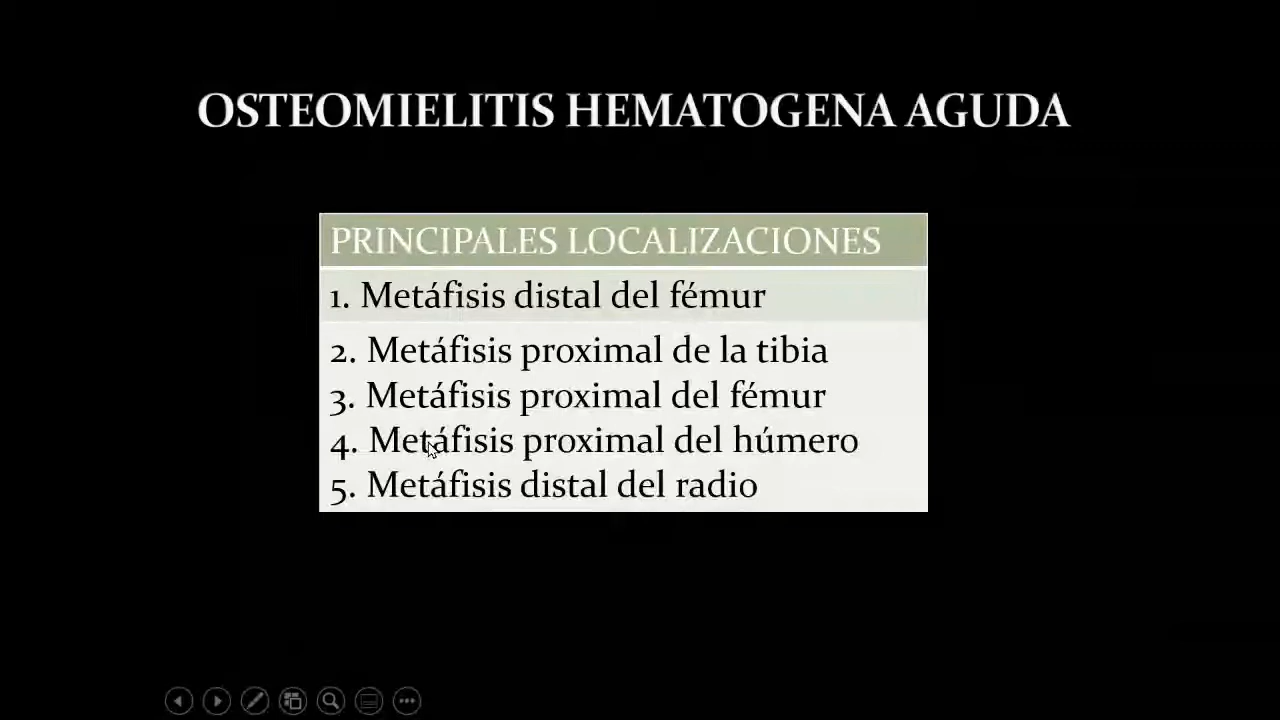 OSTEOMIELITIS HEMATOGENA AGUDA
PRINCIPALES LOCALIZACIONES
1. Metáfisis distal del fémur
2. Metáfisis proximal de la tibia
3. Metáfisis proximal del fémur
4. Metáfisis proximal del húmero
5. Metáfisis distal del radio